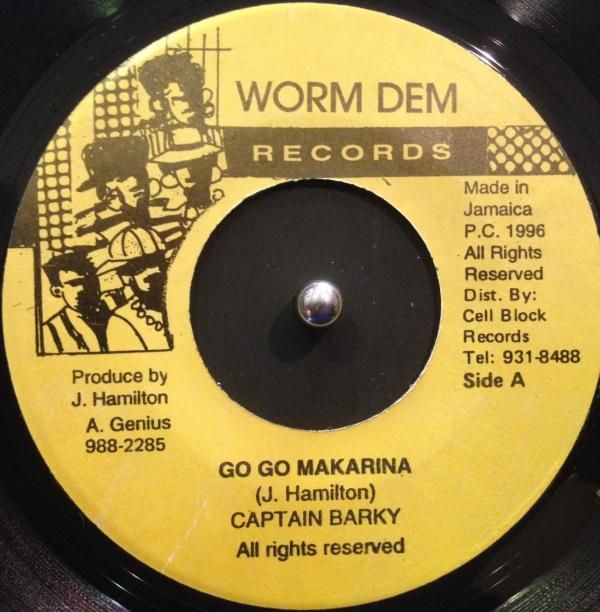 WORM DEM
RECORDS
Made in
Jamaica
P.C. 1996
All Rights
Reserved
Dist. By:
Cell Block
Records
Tel: 931-8488
Side A
Produce by
J. Hamilton
A. Genius
988-2285
GO GO MAKARINA
(J. Hamilton)
CAPTAIN BARKY
All rights reserved